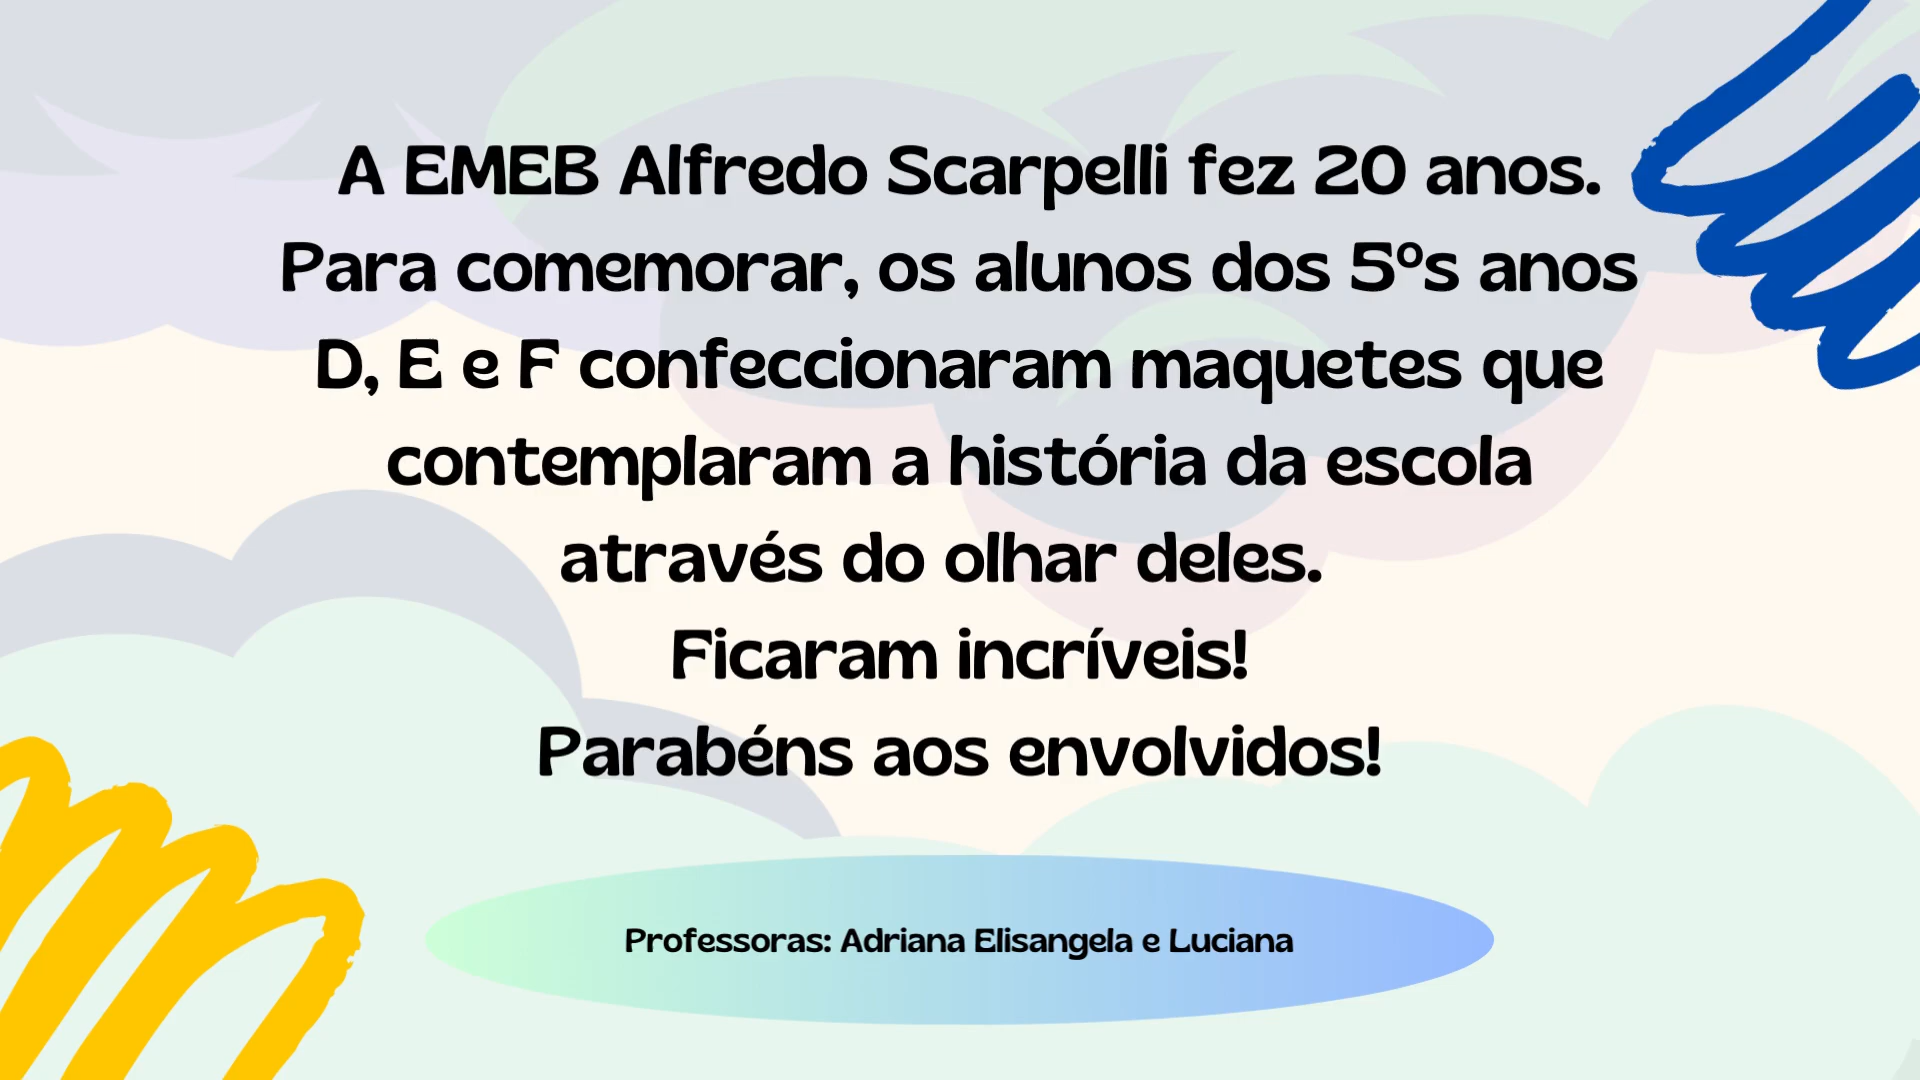 A EMEB Alfredo Scarpelli fez 20 anos.
Para comemorar, os alunos dos 5ºs anos
D, E e F confeccionaram maquetes que
contemplaram a história da escola
através do olhar deles.
Ficaram incríveis!
Parabéns aos envolvidos!
Professoras: Adriana Elisangela e Luciana